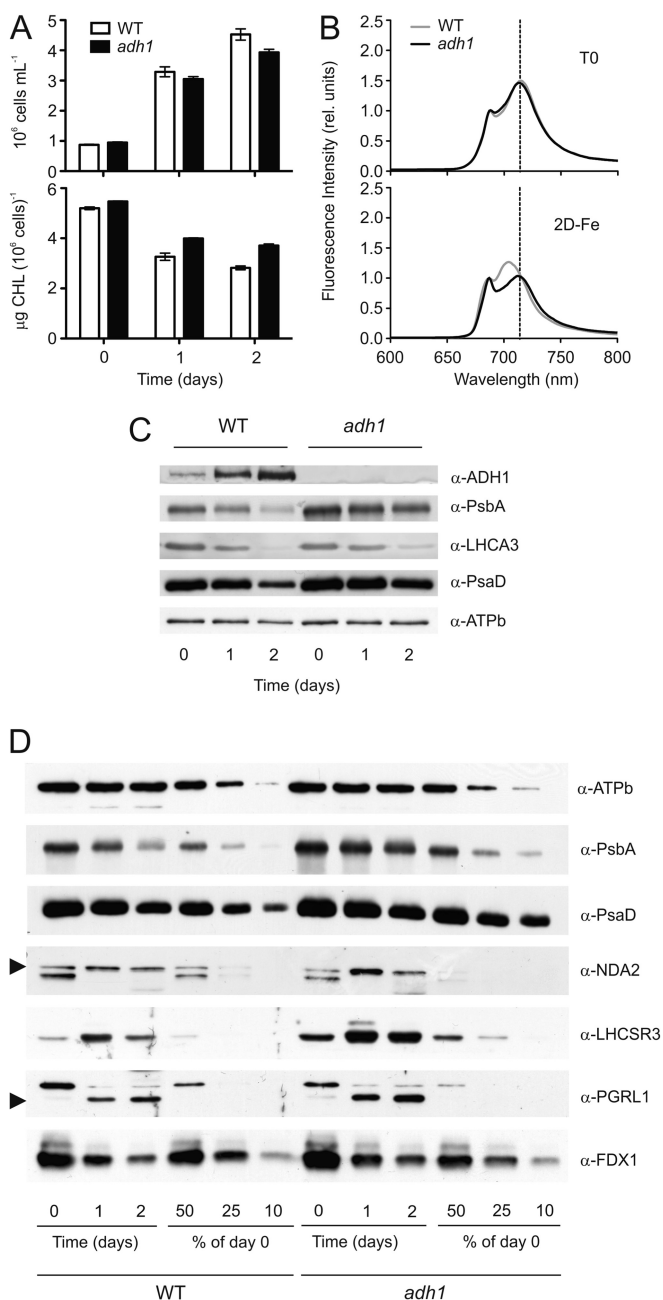 A
WT
adh1
10⁶ cells mL⁻¹
5
4
3
2
1
0
µg CHL (10⁶ cells)⁻¹
6
4
2
0
0 1 2
Time (days)
B
WT
adh1
T0
Fluorescence Intensity (rel. units)
2.5
2.0
1.5
1.0
0.5
0.0
2D-Fe
2.5
2.0
1.5
1.0
0.5
0.0
600 700 750 800
Wavelength (nm)
C
WT adh1
α-ADH1
α-PsbA
α-LHCA3
α-PsaD
α-ATPb
0 1 2 0 1 2
Time (days)
D
α-ATPb
α-PsbA
α-PsaD
α-NDA2
α-LHCSR3
α-PGRL1
α-FDX1
0 1 2 50 25 10 0 1 2 50 25 10
Time (days) % of day 0 Time (days) % of day 0
WT adh1